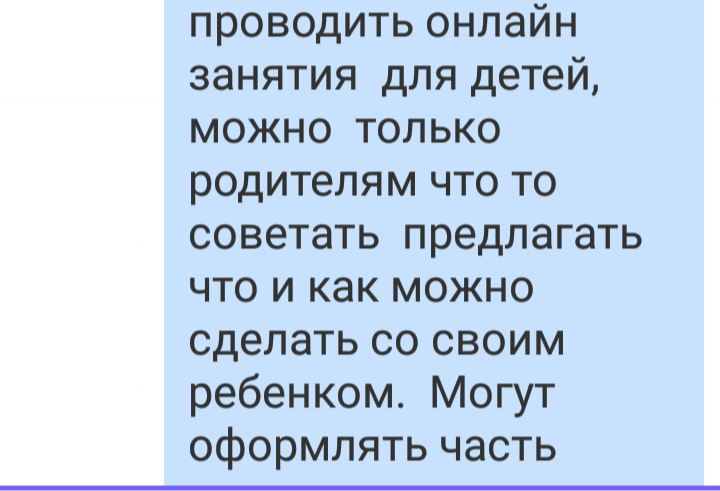 проводить онлайн
занятия  для детей,
можно  только
родителям что то
советать  предлагать
что и как можно
сделать со своим
ребенком.  Могут
оформлять часть